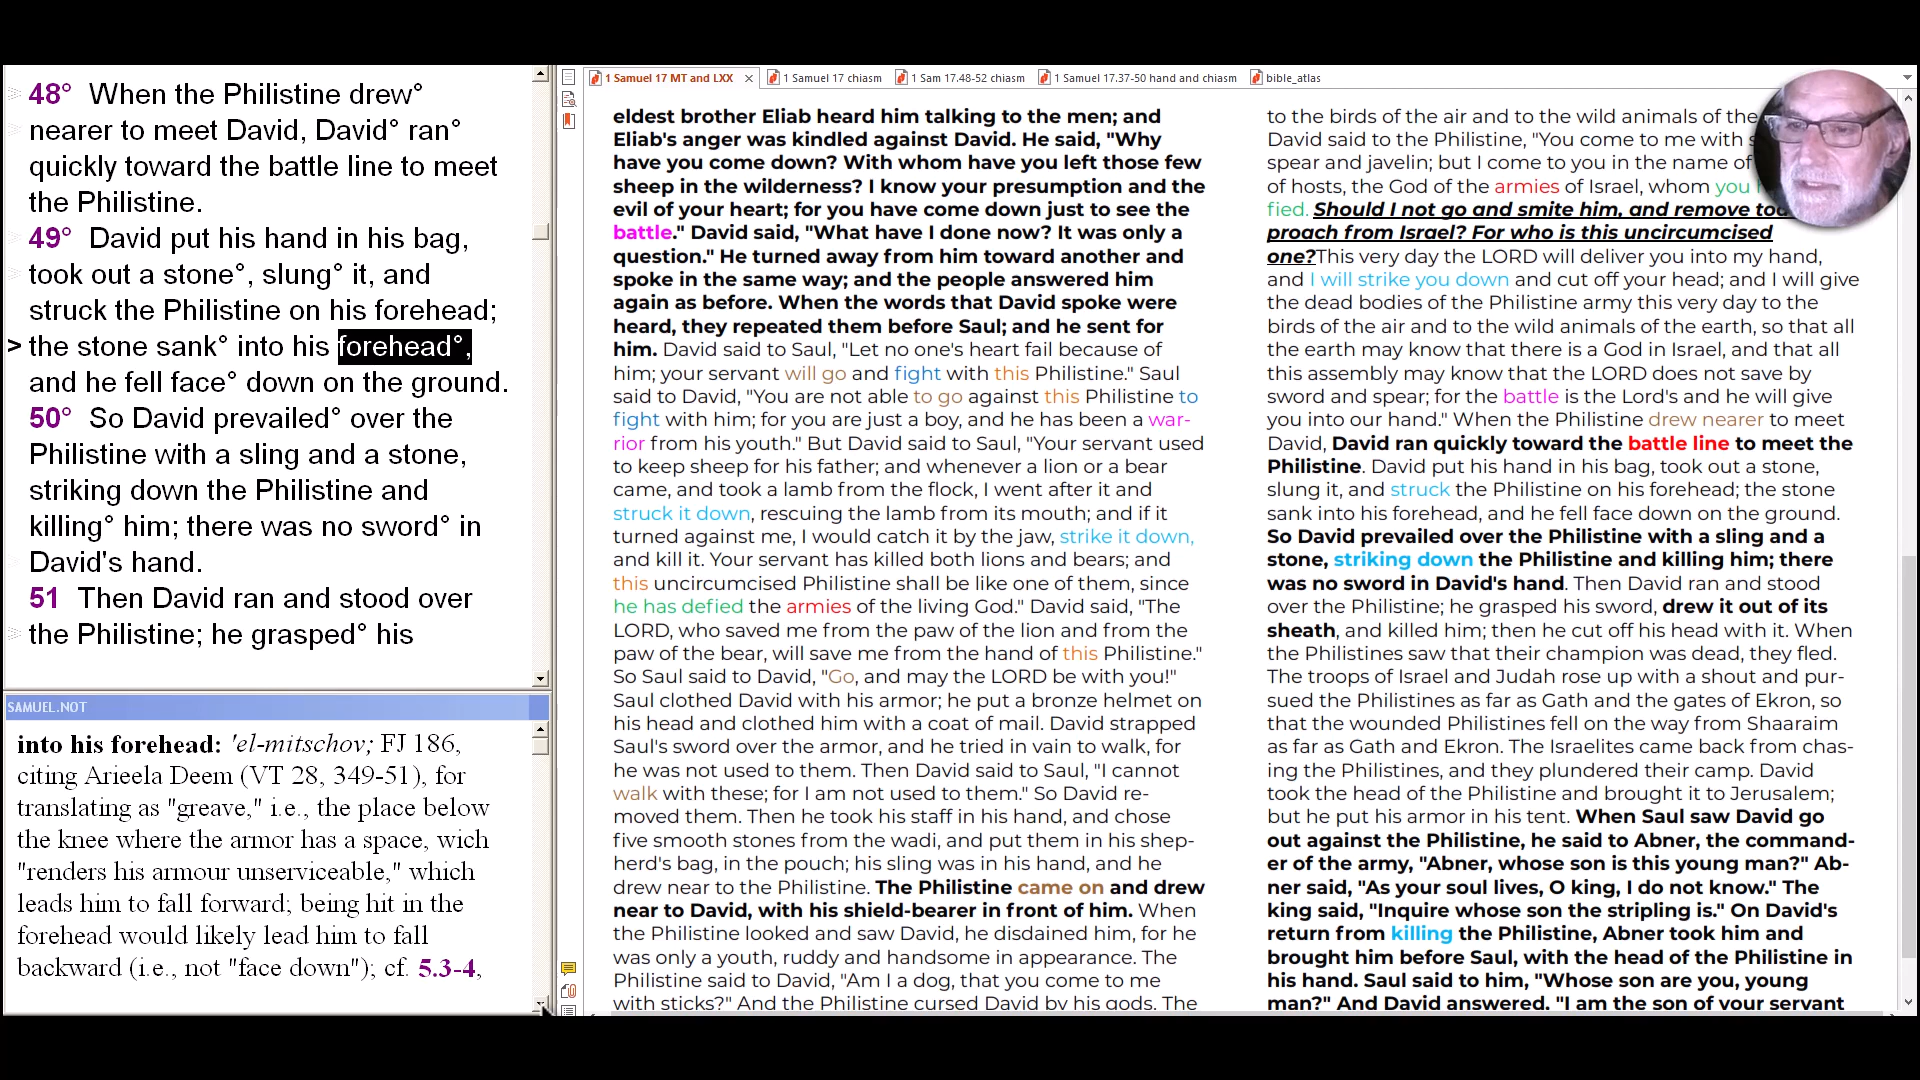 48° When the Philistine drew°
nearer to meet David, David° ran°
quickly toward the battle line to meet
the Philistine.
49° David put his hand in his bag,
took out a stone°, slung° it, and
struck the Philistine on his forehead;
> the stone sank° into his forehead°,
and he fell face° down on the ground.
50° So David prevailed° over the
Philistine with a sling and a stone,
striking down the Philistine and
killing° him; there was no sword° in
David's hand.
51 Then David ran and stood over
the Philistine; he grasped° his
SAMUEL.NOT
into his forehead: 'el-mitschov; FJ 186,
citing Arieela Deem (VT 28, 349-51), for
translating as "greave," i.e., the place below
the knee where the armor has a space, wich
"renders his armour unserviceable," which
leads him to fall forward; being hit in the
forehead would likely lead him to fall
backward (i.e., not "face down"); cf. 5.3-4,
1 Samuel 17 MT and LXX
1 Samuel 17 chiasm
1 Sam 17.48-52 chiasm
1 Samuel 17.37-50 hand and chiasm
bible_atlas
eldest brother Eliab heard him talking to the men; and
Eliab's anger was kindled against David. He said, "Why
have you come down? With whom have you left those few
sheep in the wilderness? I know your presumption and the
evil of your heart; for you have come down just to see the
battle." David said, "What have I done now? It was only a
question." He turned away from him toward another and
spoke in the same way; and the people answered him
again as before. When the words that David spoke were
heard, they repeated them before Saul; and he sent for
him. David said to Saul, "Let no one's heart fail because of
him; your servant will go and fight with this Philistine." Saul
said to David, "You are not able to go against this Philistine to
fight with him; for you are just a boy, and he has been a war-
rior from his youth." But David said to Saul, "Your servant used
to keep sheep for his father; and whenever a lion or a bear
came, and took a lamb from the flock, I went after it and
struck it down, rescuing the lamb from its mouth; and if it
turned against me, I would catch it by the jaw, strike it down,
and kill it. Your servant has killed both lions and bears; and
this uncircumcised Philistine shall be like one of them, since
he has defied the armies of the living God." David said, "The
LORD, who saved me from the paw of the lion and from the
paw of the bear, will save me from the hand of this Philistine."
So Saul said to David, "Go, and may the LORD be with you!"
Saul clothed David with his armor; he put a bronze helmet on
his head and clothed him with a coat of mail. David strapped
Saul's sword over the armor, and he tried in vain to walk, for
he was not used to them. Then David said to Saul, "I cannot
walk with these; for I am not used to them." So David re-
moved them. Then he took his staff in his hand, and chose
five smooth stones from the wadi, and put them in his shep-
herd's bag, in the pouch; his sling was in his hand, and he
drew near to the Philistine. The Philistine came on and drew
near to David, with his shield-bearer in front of him. When
the Philistine looked and saw David, he disdained him, for he
was only a youth, ruddy and handsome in appearance. The
Philistine said to David, "Am I a dog, that you come to me
with sticks?" And the Philistine cursed David by his gods. The
to the birds of the air and to the wild animals of the
David said to the Philistine, "You come to me with
spear and javelin; but I come to you in the name of
of hosts, the God of the armies of Israel, whom you
fied. Should I not go and smite him, and remove
proach from Israel? For who is this uncircumcised
one?This very day the LORD will deliver you into my hand,
and I will strike you down and cut off your head; and I will give
the dead bodies of the Philistine army this very day to the
birds of the air and to the wild animals of the earth, so that all
the earth may know that there is a God in Israel, and that all
this assembly may know that the LORD does not save by
sword and spear; for the battle is the Lord's and he will give
you into our hand." When the Philistine drew nearer to meet
David, David ran quickly toward the battle line to meet the
Philistine. David put his hand in his bag, took out a stone,
slung it, and struck the Philistine on his forehead; the stone
sank into his forehead, and he fell face down on the ground.
So David prevailed over the Philistine with a sling and a
stone, striking down the Philistine and killing him; there
was no sword in David's hand. Then David ran and stood
over the Philistine; he grasped his sword, drew it out of its
sheath, and killed him; then he cut off his head with it. When
the Philistines saw that their champion was dead, they fled.
The troops of Israel and Judah rose up with a shout and pur-
sued the Philistines as far as Gath and the gates of Ekron, so
that the wounded Philistines fell on the way from Shaaraim
as far as Gath and Ekron. The Israelites came back from chas-
ing the Philistines, and they plundered their camp. David
took the head of the Philistine and brought it to Jerusalem;
but he put his armor in his tent. When Saul saw David go
out against the Philistine, he said to Abner, the command-
er of the army, "Abner, whose son is this young man?" Ab-
ner said, "As your soul lives, O king, I do not know." The
king said, "Inquire whose son the stripling is." On David's
return from killing the Philistine, Abner took him and
brought him before Saul, with the head of the Philistine in
his hand. Saul said to him, "Whose son are you, young
man?" And David answered, "I am the son of your servant